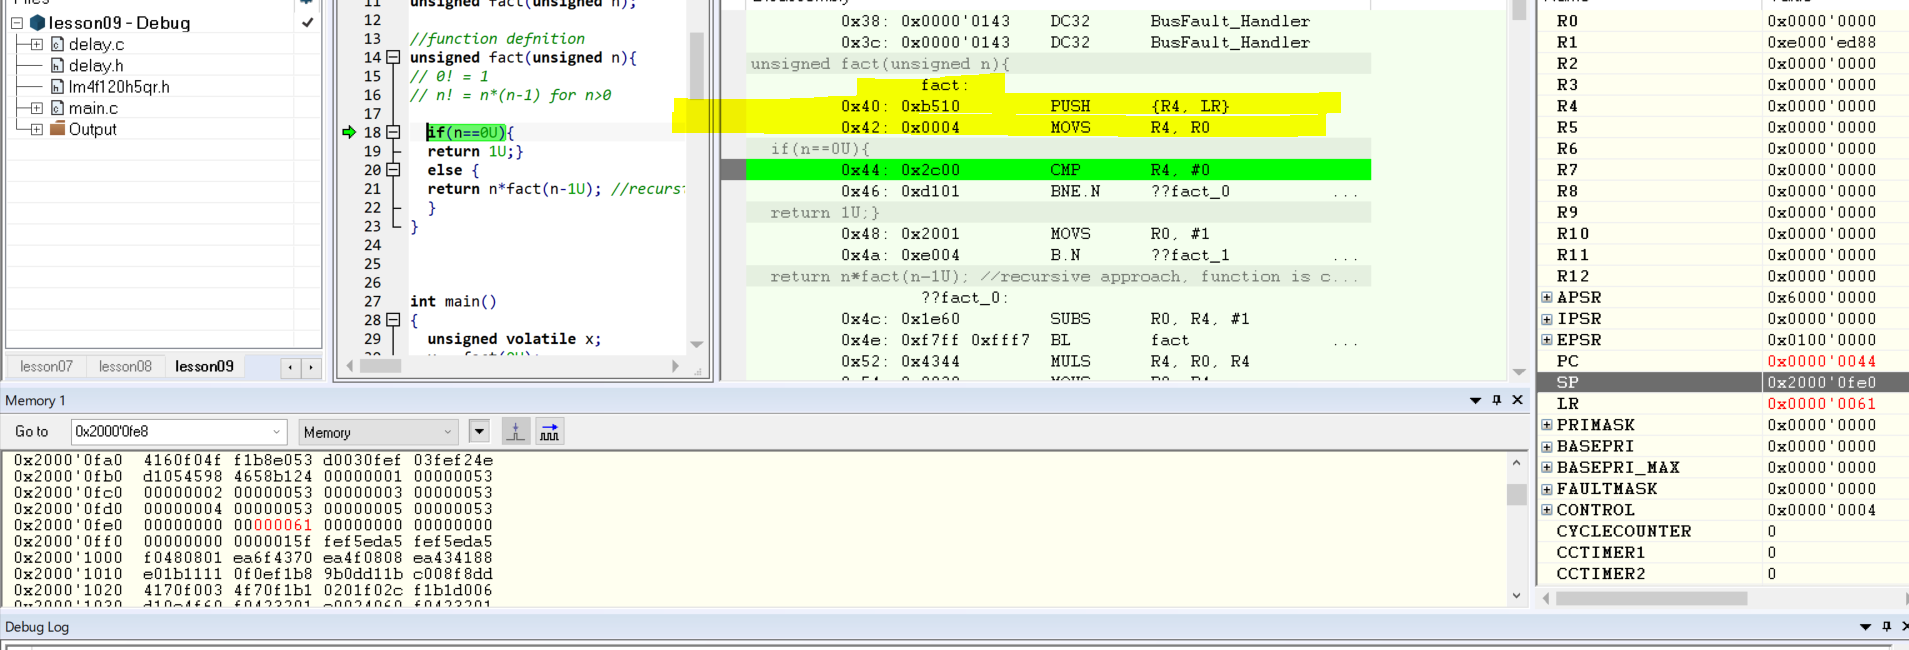 lesson09 - Debug
delay.c
delay.h
lm4f120h5qr.h
main.c
Output
lesson07 lesson08 lesson09
11 unsigned fact(unsigned n);
12
13 //function defnition
14 unsigned fact(unsigned n){
15 // 0! = 1
16 // n! = n*(n-1) for n>0
17
18 if(n==0U){
19 return 1U;}
20 else {
21 return n*fact(n-1U); //recurs
22 }
23 }
24
25
26
27 int main()
28 {
29 unsigned volatile x;
0x38: 0x0000'0143 DC32 BusFault_Handler
0x3c: 0x0000'0143 DC32 BusFault_Handler
unsigned fact(unsigned n){
fact:
0x40: 0xb510 PUSH {R4, LR}
0x42: 0x0004 MOVS R4, R0
if(n==0U){
0x44: 0x2c00 CMP R4, #0
0x46: 0xd101 BNE.N ??fact_0 ...
return 1U;}
0x48: 0x2001 MOVS R0, #1
0x4a: 0xe004 B.N ??fact_1 ...
return n*fact(n-1U); //recursive approach, function is c...
??fact_0:
0x4c: 0x1e60 SUBS R0, R4, #1
0x4e: 0xf7ff 0xfff7 BL fact ...
0x52: 0x4344 MULS R4, R0, R4
R0 0x0000'0000
R1 0xe000'ed88
R2 0x0000'0000
R3 0x0000'0000
R4 0x0000'0000
R5 0x0000'0000
R6 0x0000'0000
R7 0x0000'0000
R8 0x0000'0000
R9 0x0000'0000
R10 0x0000'0000
R11 0x0000'0000
R12 0x0000'0000
APSR 0x6000'0000
IPSR 0x0000'0000
EPSR 0x0100'0000
PC 0x0000'0044
SP 0x2000'0fe0
LR 0x0000'0061
PRIMASK 0x0000'0000
BASEPRI 0x0000'0000
BASEPRI_MAX 0x0000'0000
FAULTMASK 0x0000'0000
CONTROL 0x0000'0004
CYCLECOUNTER 0
CCTIMER1 0
CCTIMER2 0
Memory 1
Go to 0x2000'0fe8 Memory
0x2000'0fa0 4160f04f f1b8e053 d0030fef 03fef24e
0x2000'0fb0 d1054598 4658b124 00000001 00000053
0x2000'0fc0 00000002 00000053 00000003 00000053
0x2000'0fd0 00000004 00000053 00000005 00000053
0x2000'0fe0 00000000 00000061 00000000 00000000
0x2000'0ff0 00000000 0000015f fef5eda5 fef5eda5
0x2000'1000 f0480801 ea6f4370 ea4f0808 ea434188
0x2000'1010 e01b1111 0f0ef1b8 9b0dd11b c008f8dd
0x2000'1020 4170f003 4f70f1b1 0201f02c f1b1d006
Debug Log